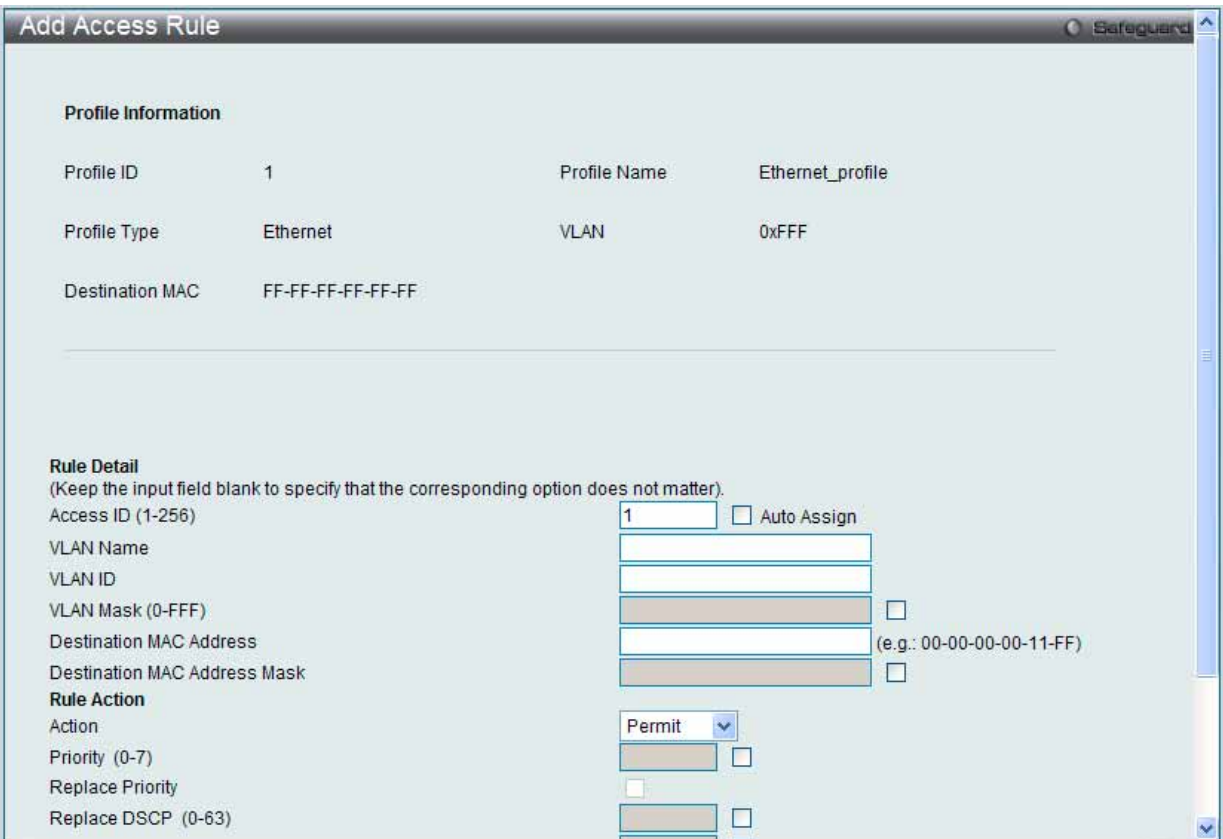 Add Access Rule
Safeguard
Profile Information
Profile ID 1 Profile Name Ethernet_profile
Profile Type Ethernet VLAN 0xFFF
Destination MAC FF-FF-FF-FF-FF-FF
Rule Detail
(Keep the input field blank to specify that the corresponding option does not matter).
Access ID (1-256) 1 Auto Assign
VLAN Name
VLAN ID
VLAN Mask (0-FFF)
Destination MAC Address (e.g.: 00-00-00-00-11-FF)
Destination MAC Address Mask
Rule Action
Action Permit
Priority (0-7)
Replace Priority
Replace DSCP (0-63)